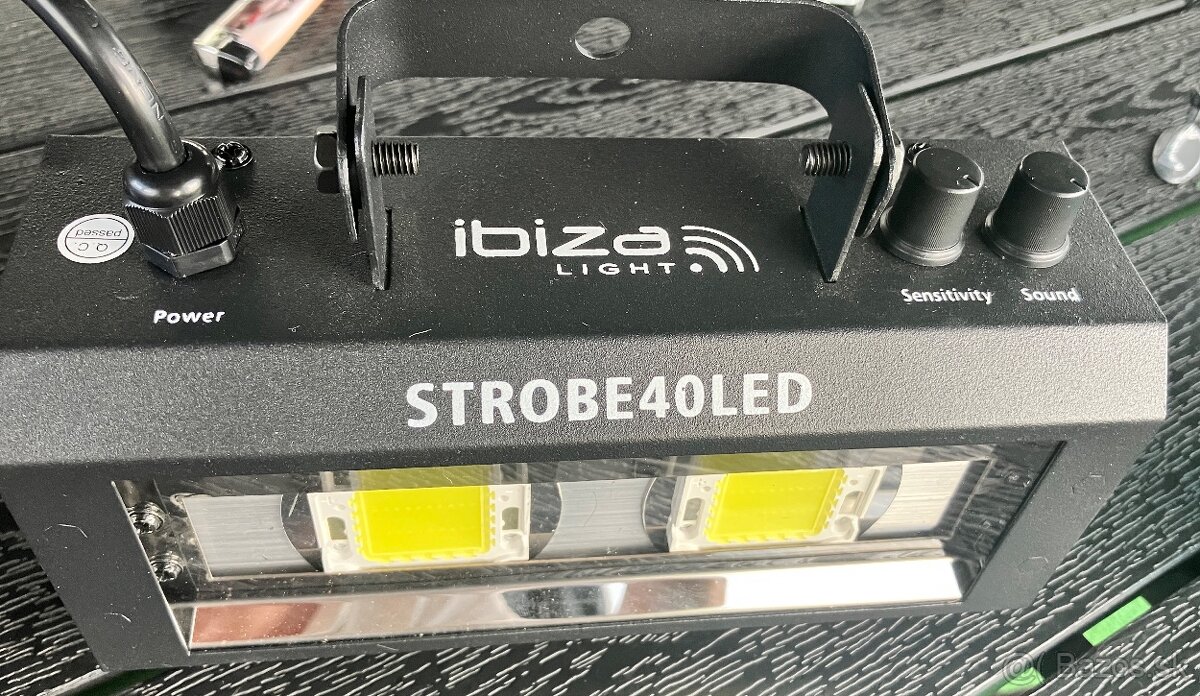 ibiza
LIGHT
Q.C.
passed
Power
Sensitivity
Sound
STROBE40LED
@ Bazos.sk